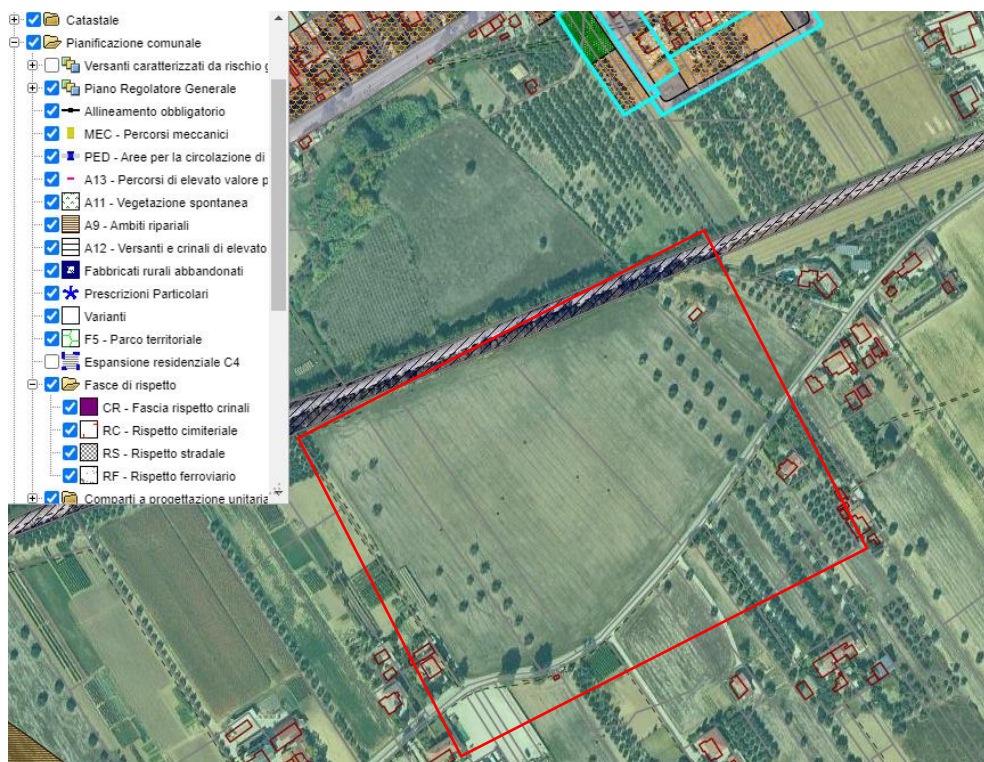 Catastale
Pianificazione comunale
Versanti caratterizzati da rischio g
Piano Regolatore Generale
Allineamento obbligatorio
MEC - Percorsi meccanici
PED - Aree per la circolazione di
A13 - Percorsi di elevato valore p
A11 - Vegetazione spontanea
A9 - Ambiti ripariali
A12 - Versanti e crinali di elevato
Fabbricati rurali abbandonati
Prescrizioni Particolari
Varianti
F5 - Parco territoriale
Espansione residenziale C4
Fasce di rispetto
CR - Fascia rispetto crinali
RC - Rispetto cimiteriale
RS - Rispetto stradale
RF - Rispetto ferroviario
Comparti a progettazione unitaria